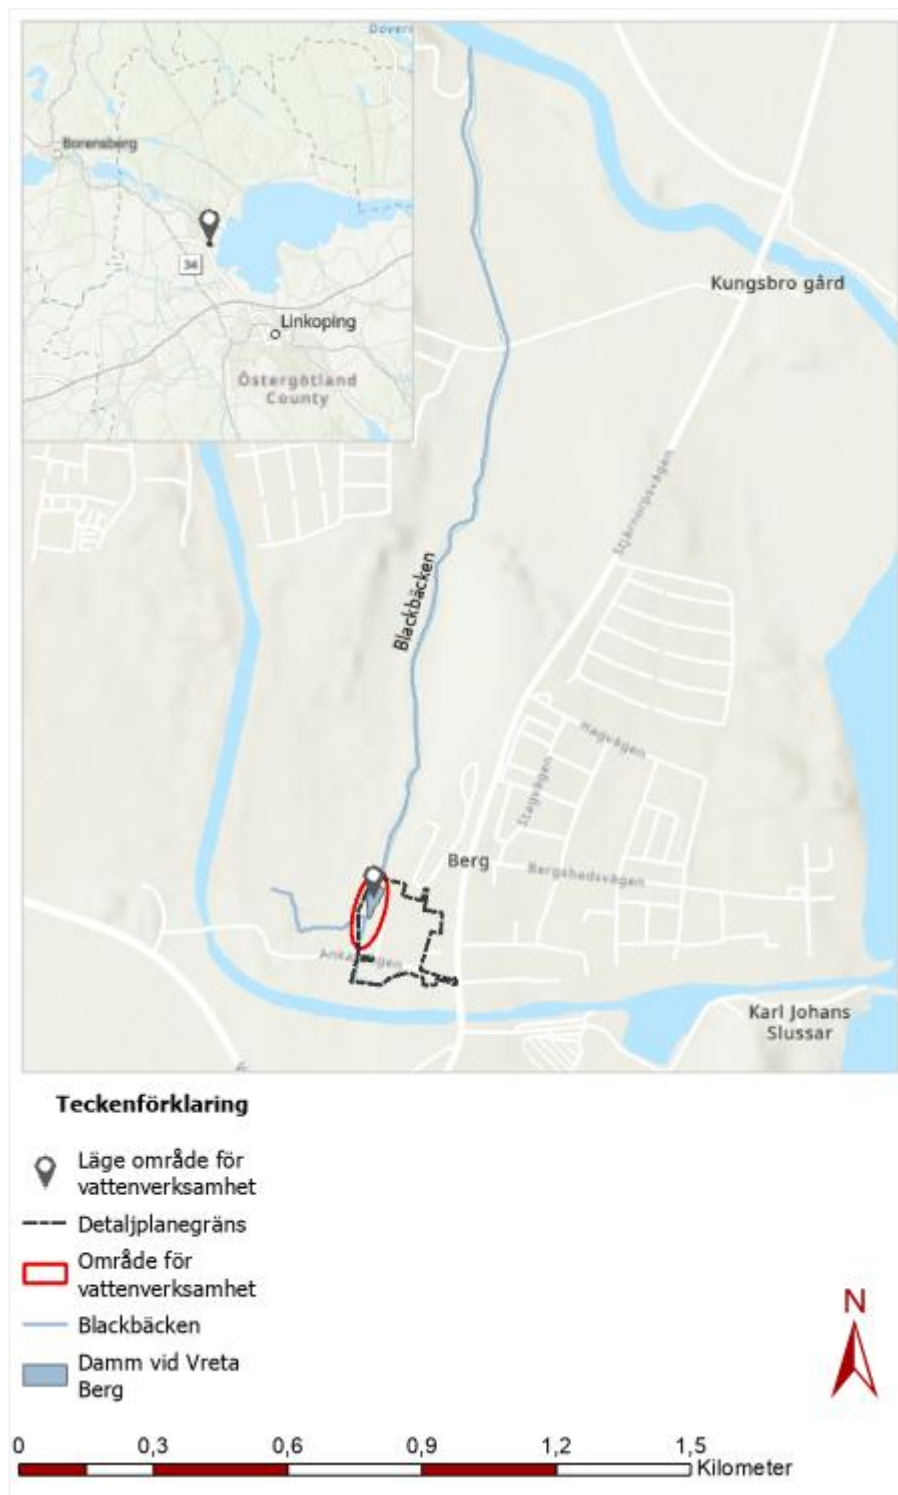 Borensberg
34
Linkoping
Östergötland
County
Kungsbro gård
Stjärnorpsvägen
Blackbäcken
Hagvägen
Stagvägen
Berg
Bergsbadsvägen
Karl Johans
Slussar
Teckenförklaring
Läge område för
vattenverksamhet
Detaljplanegräns
Område för
vattenverksamhet
Blackbäcken
Damm vid Vreta
Berg
N
0 0,3 0,6 0,9 1,2 1,5
Kilometer